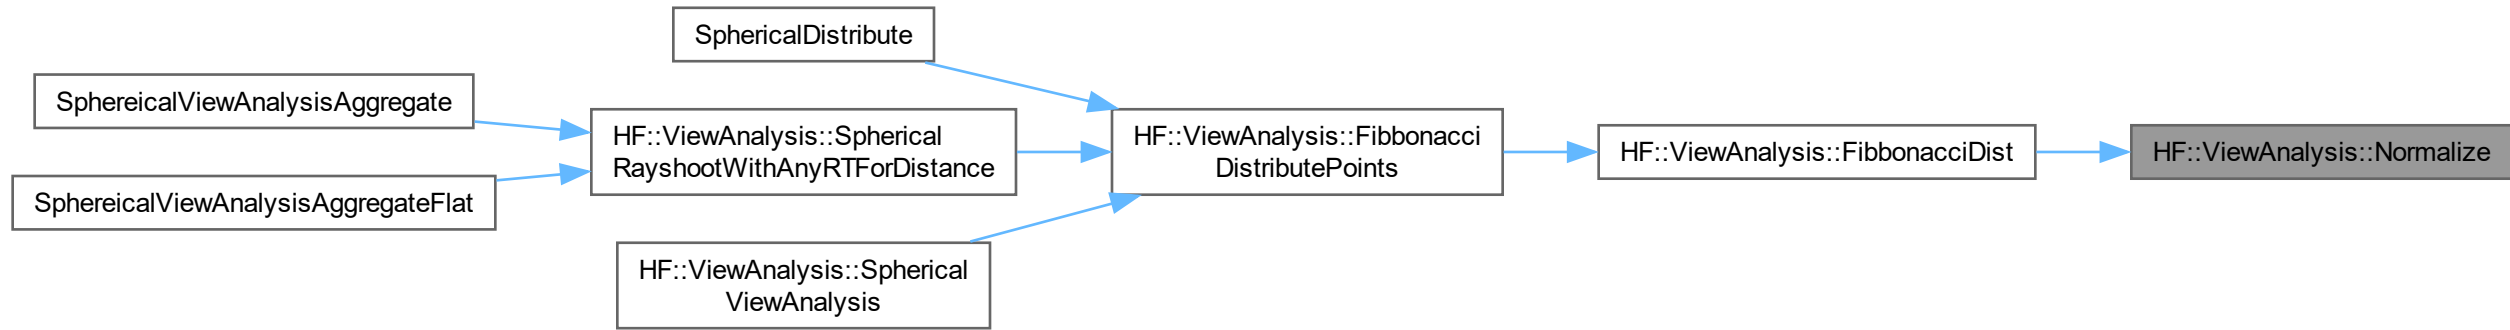 SphericalDistribute
SphereicalViewAnalysisAggregate
HF::ViewAnalysis::Spherical
RayshootWithAnyRTForDistance
HF::ViewAnalysis::Fibbonacci
DistributePoints
HF::ViewAnalysis::FibbonacciDist
HF::ViewAnalysis::Normalize
SphereicalViewAnalysisAggregateFlat
HF::ViewAnalysis::Spherical
ViewAnalysis